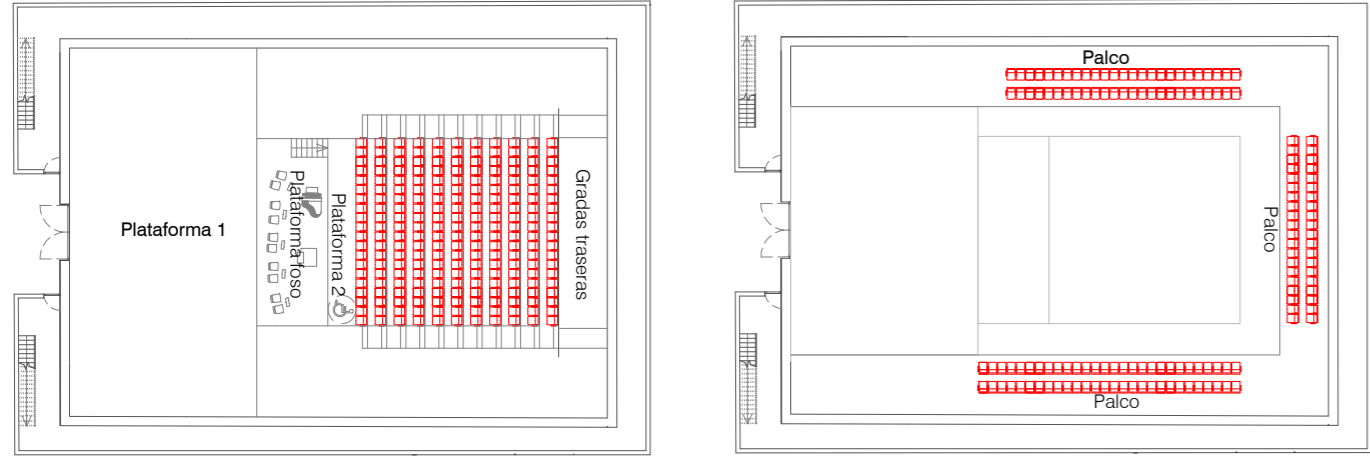 Plataforma 1
Plataforma foso
Plataforma 2
Gradas traseras
Palco
Palco
Palco